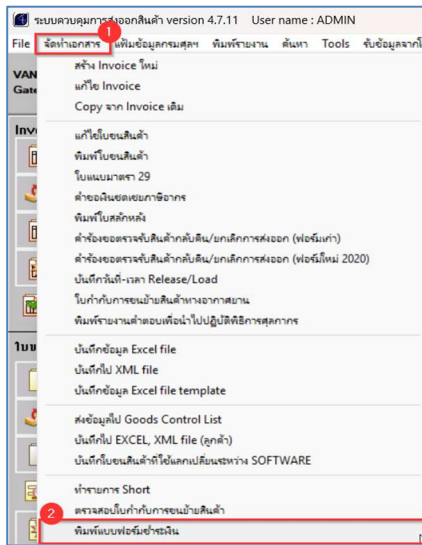 ระบบควบคุมการส่งออกสินค้า version 4.7.11 User name : ADMIN
1
File จัดทำเอกสาร แฟ้มข้อมูลกรมศุลฯ พิมพ์รายงาน ค้นหา Tools
VAN
Gate
สร้าง Invoice ใหม่
แก้ไข Invoice
Copy จาก Invoice เดิม
Inv
แก้ไขใบขนสินค้า
พิมพ์ใบขนสินค้า
ใบแนบมาตรา 29
คำขอเงินชดเชยภาษีอากร
พิมพ์ใบสลักหลัง
คำร้องขอตรวจรับสินค้ากลับคืน/ยกเลิกการส่งออก (ฟอร์มเก่า)
คำร้องขอตรวจรับสินค้ากลับคืน/ยกเลิกการส่งออก (ฟอร์มใหม่ 2020)
บันทึกวันที่-เวลา Release/Load
ใบกำกับการขนย้ายสินค้าทางอากาศยาน
พิมพ์รายงานคำตอบเพื่อนำไปปฏิบัติพิธีการศุลกากร
ใบข
บันทึกข้อมูล Excel file
บันทึกไป XML file
บันทึกข้อมูล Excel file template
ส่งข้อมูลไป Goods Control List
บันทึกไป EXCEL, XML file (ลูกค้า)
บันทึกใบขนสินค้าที่ใช้แลกเปลี่ยนระหว่าง SOFTWARE
ทำรายการ Short
ตรวจสอบใบกำกับการขนย้ายสินค้า
2
พิมพ์แบบฟอร์มชำระเงิน